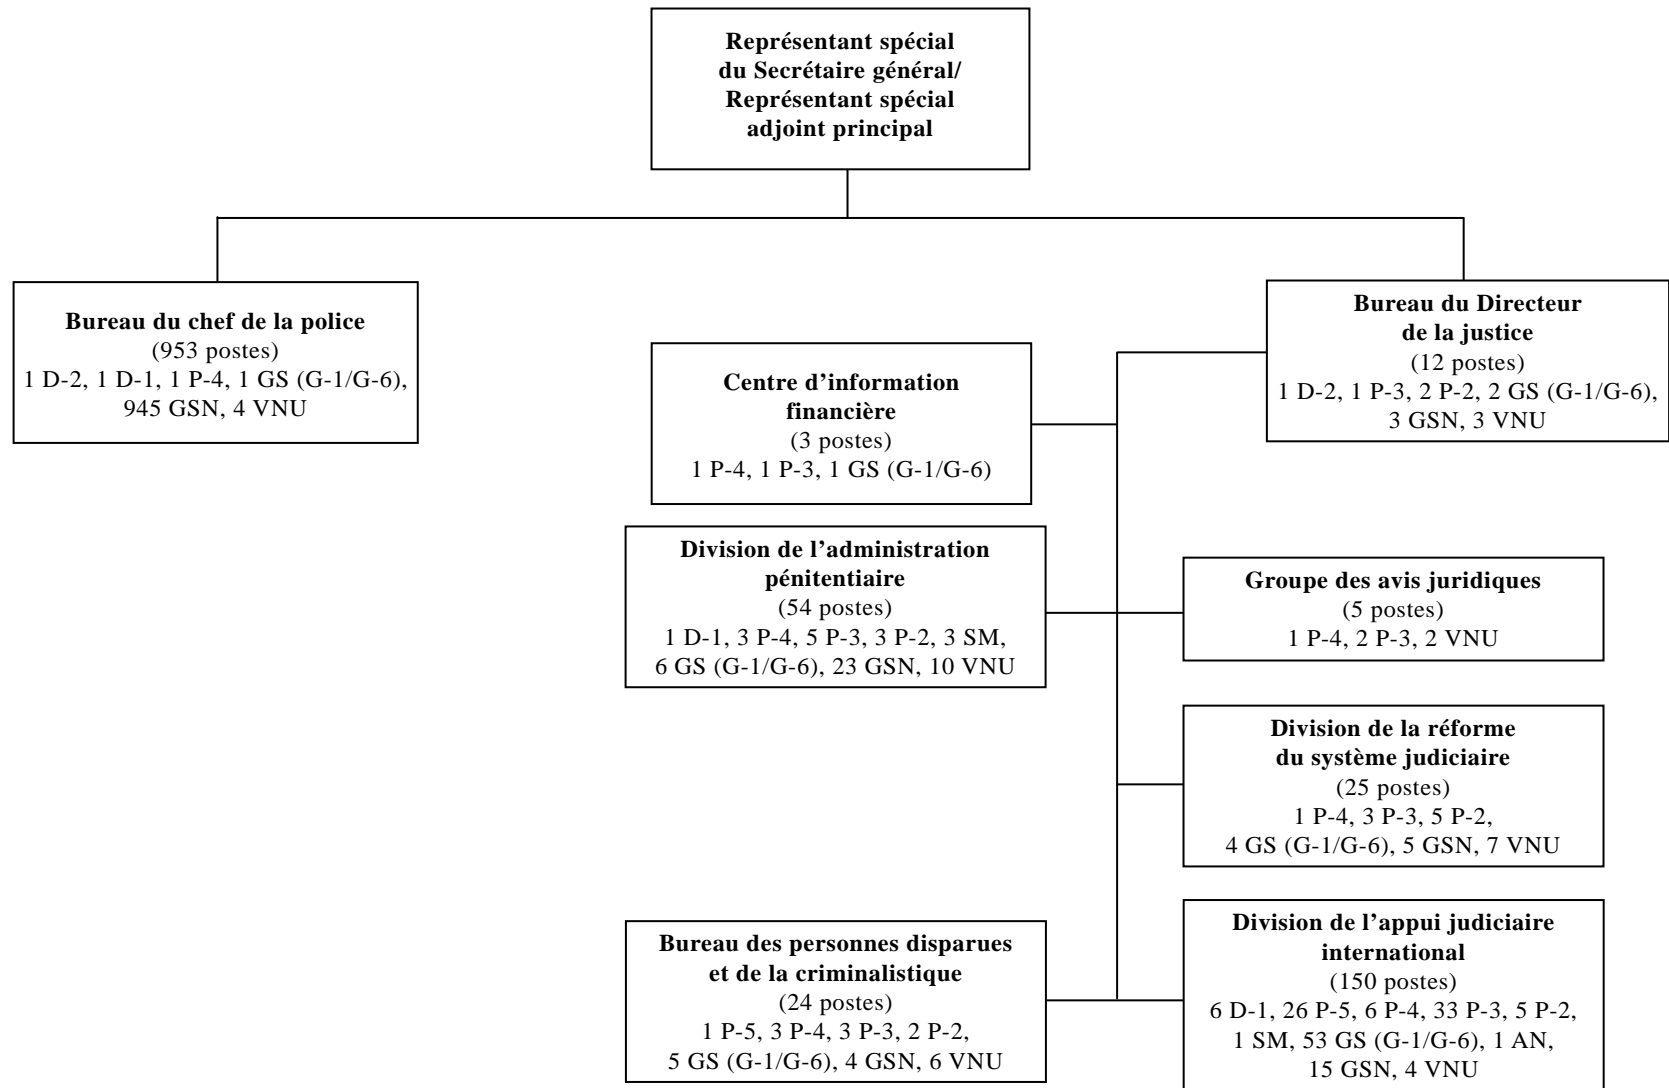 Représentant spécial
du Secrétaire général/
Représentant spécial
adjoint principal
Bureau du chef de la police
(953 postes)
1 D-2, 1 D-1, 1 P-4, 1 GS (G-1/G-6),
945 GSN, 4 VNU
Bureau du Directeur
de la justice
(12 postes)
1 D-2, 1 P-3, 2 P-2, 2 GS (G-1/G-6),
3 GSN, 3 VNU
Centre d’information
financière
(3 postes)
1 P-4, 1 P-3, 1 GS (G-1/G-6)
Division de l’administration
pénitentiaire
(54 postes)
1 D-1, 3 P-4, 5 P-3, 3 P-2, 3 SM,
6 GS (G-1/G-6), 23 GSN, 10 VNU
Groupe des avis juridiques
(5 postes)
1 P-4, 2 P-3, 2 VNU
Division de la réforme
du système judiciaire
(25 postes)
1 P-4, 3 P-3, 5 P-2,
4 GS (G-1/G-6), 5 GSN, 7 VNU
Bureau des personnes disparues
et de la criminalistique
(24 postes)
1 P-5, 3 P-4, 3 P-3, 2 P-2,
5 GS (G-1/G-6), 4 GSN, 6 VNU
Division de l’appui judiciaire
international
(150 postes)
6 D-1, 26 P-5, 6 P-4, 33 P-3, 5 P-2,
1 SM, 53 GS (G-1/G-6), 1 AN,
15 GSN, 4 VNU